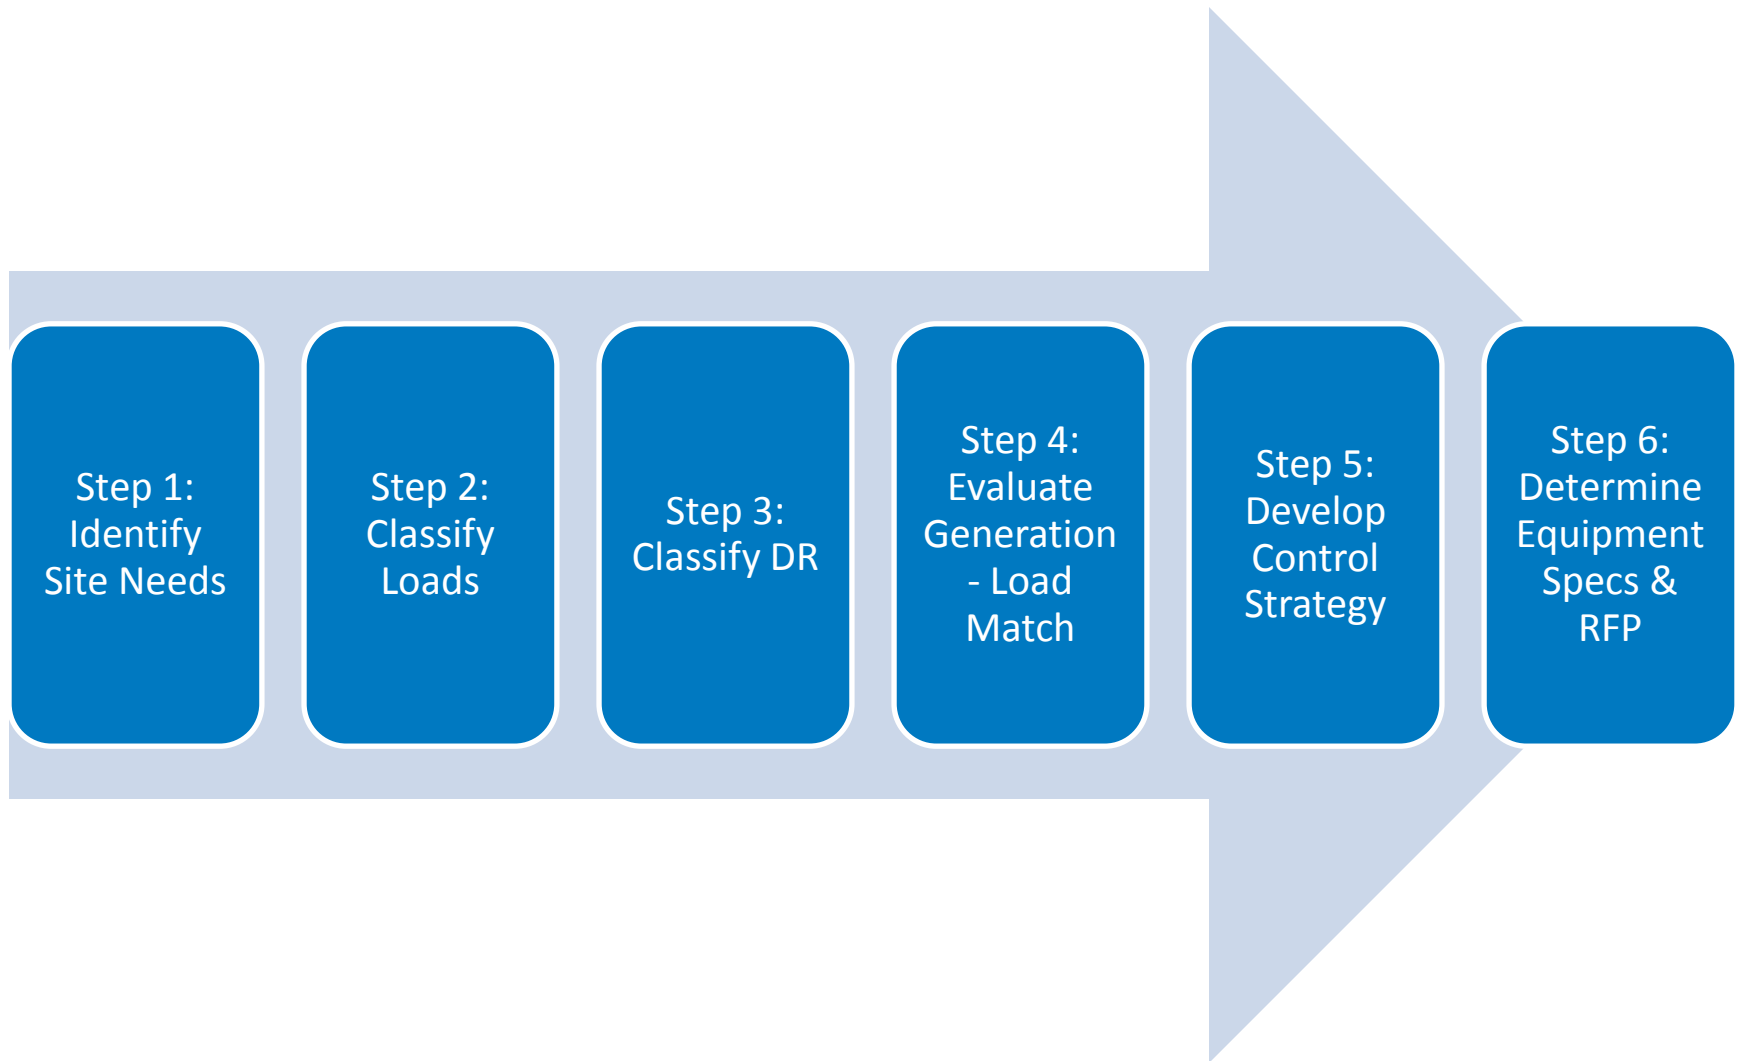 Step 1:
Identify
Site Needs
Step 2:
Classify
Loads
Step 3:
Classify DR
Step 4:
Evaluate
Generation
- Load
Match
Step 5:
Develop
Control
Strategy
Step 6:
Determine
Equipment
Specs &
RFP